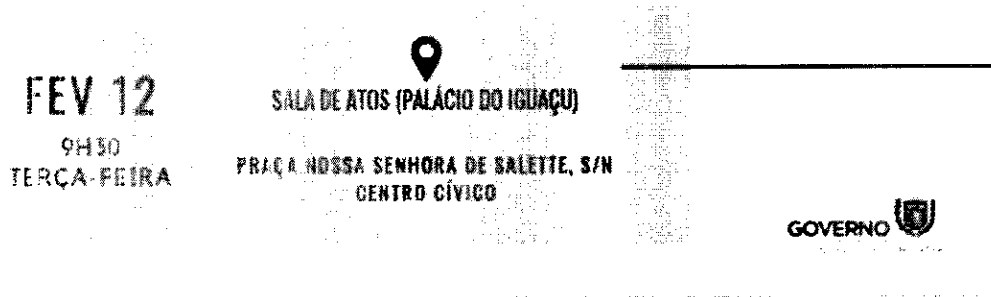 FEV 12
9H30
TERÇA-FEIRA
SALA DE ATOS (PALÁCIO DO IGUAÇU)
PRAÇA NOSSA SENHORA DE SALETTE, S/N
CENTRO CÍVICO
GOVERNO